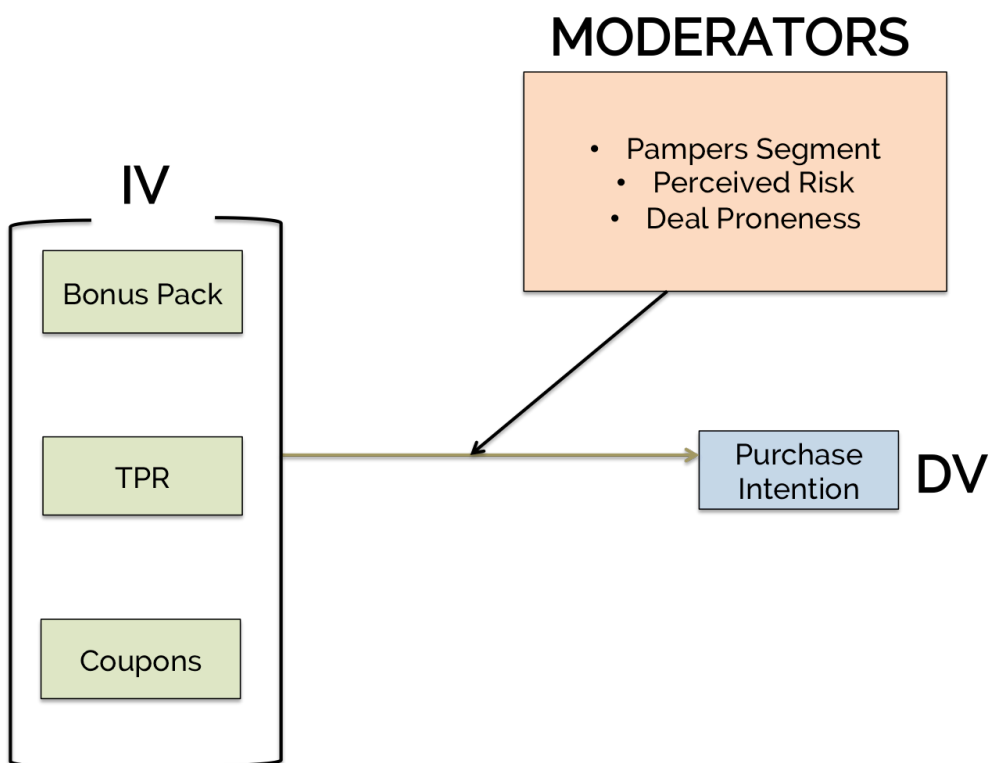 MODERATORS
• Pampers Segment
• Perceived Risk
• Deal Proneness
IV
Bonus Pack
TPR
Coupons
Purchase
Intention
DV